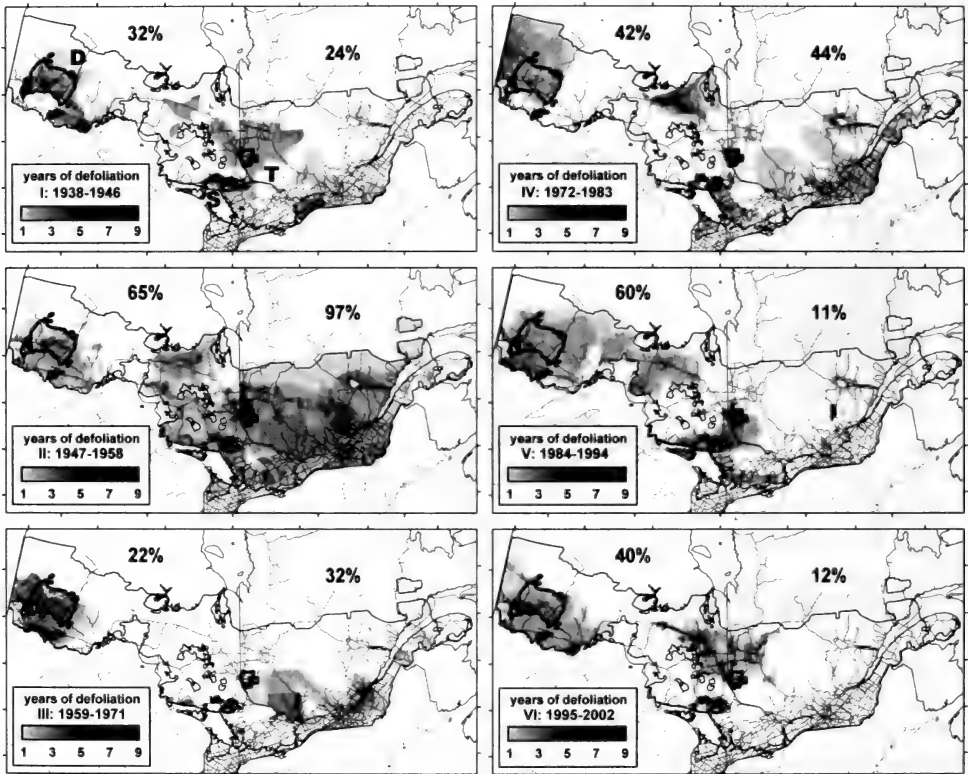 32%
24%
D
T
S
years of defoliation
I: 1938-1946
1 3 5 7 9
42%
44%
years of defoliation
IV: 1972-1983
1 3 5 7 9
65%
97%
years of defoliation
II: 1947-1958
1 3 5 7 9
60%
11%
years of defoliation
V: 1984-1994
1 3 5 7 9
22%
32%
years of defoliation
III: 1959-1971
1 3 5 7 9
40%
12%
years of defoliation
VI: 1995-2002
1 3 5 7 9